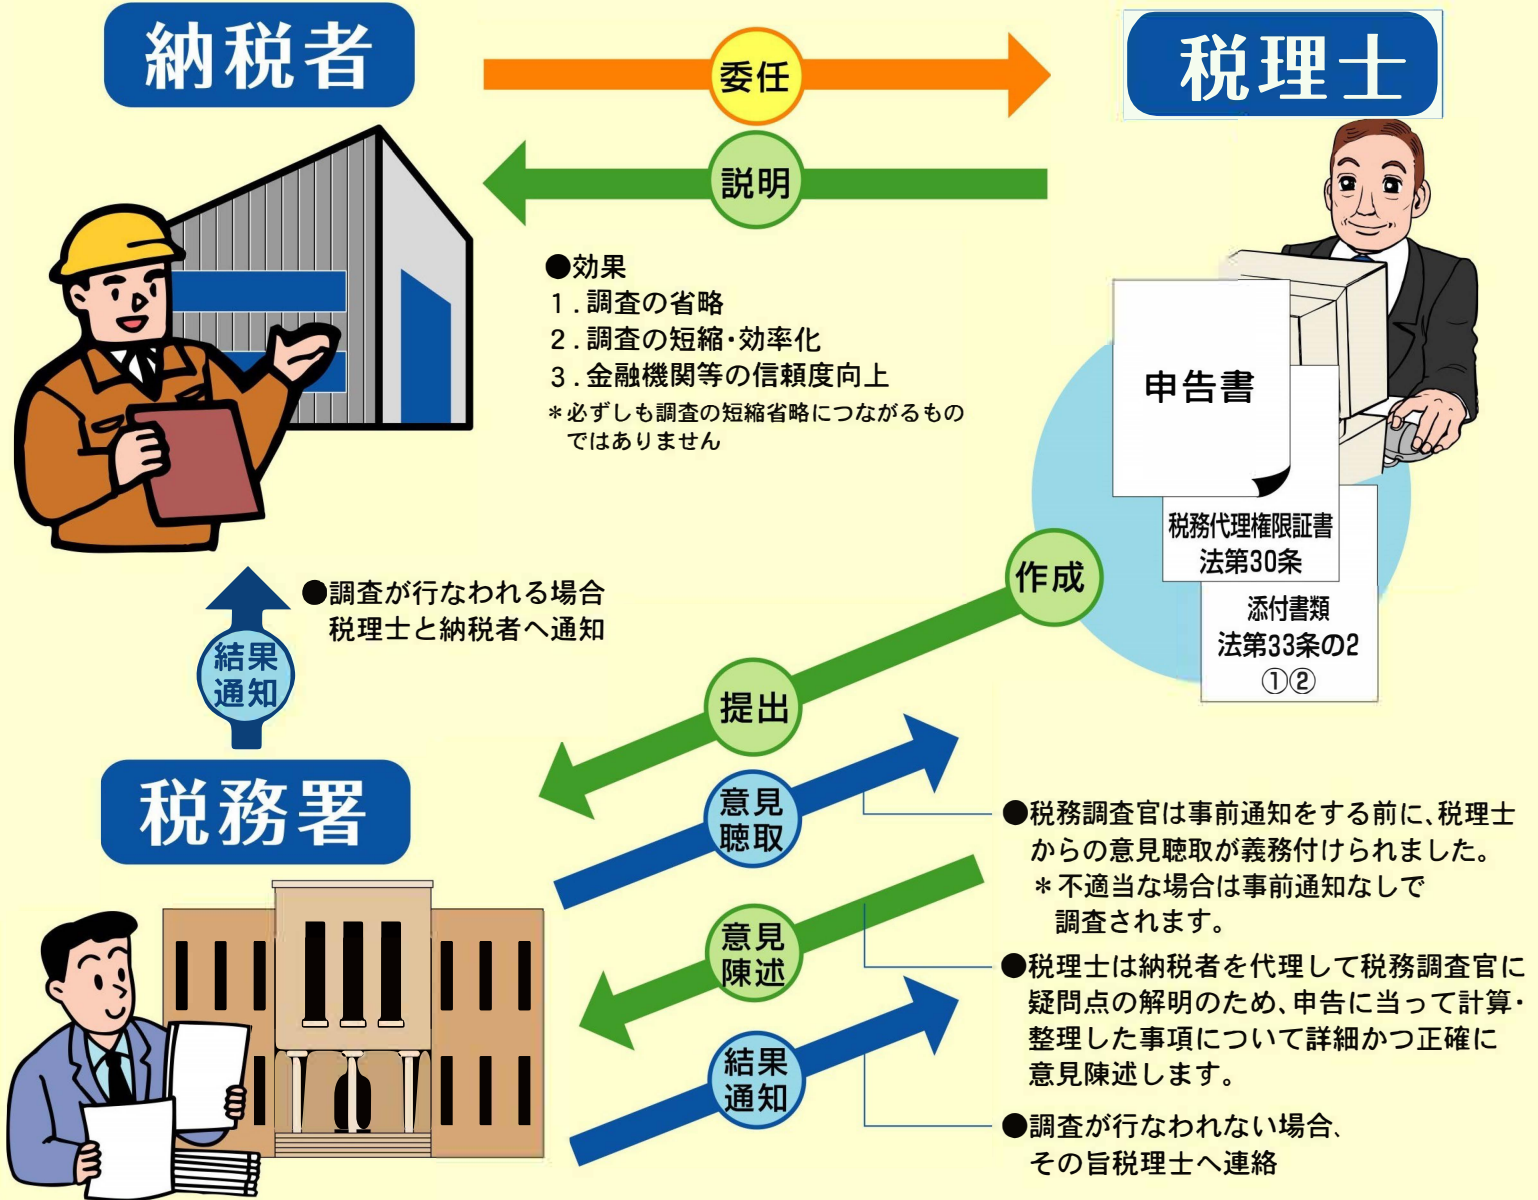 納税者
委任
税理士
説明
●効果
1.調査の省略
2.調査の短縮・効率化
3.金融機関等の信頼度向上
＊必ずしも調査の短縮省略につながるもの
ではありません
申告書
税務代理権限証書
法第30条
添付書類
法第33条の2
①②
作成
提出
●調査が行なわれる場合
税理士と納税者へ通知
結果
通知
税務署
意見
聴取
●税務調査官は事前通知をする前に、税理士
からの意見聴取が義務付けられました。
＊不適当な場合は事前通知なしで
調査されます。
意見
陳述
●税理士は納税者を代理して税務調査官に
疑問点の解明のため、申告に当って計算・
整理した事項について詳細かつ正確に
意見陳述します。
結果
通知
●調査が行なわれない場合、
その旨税理士へ連絡